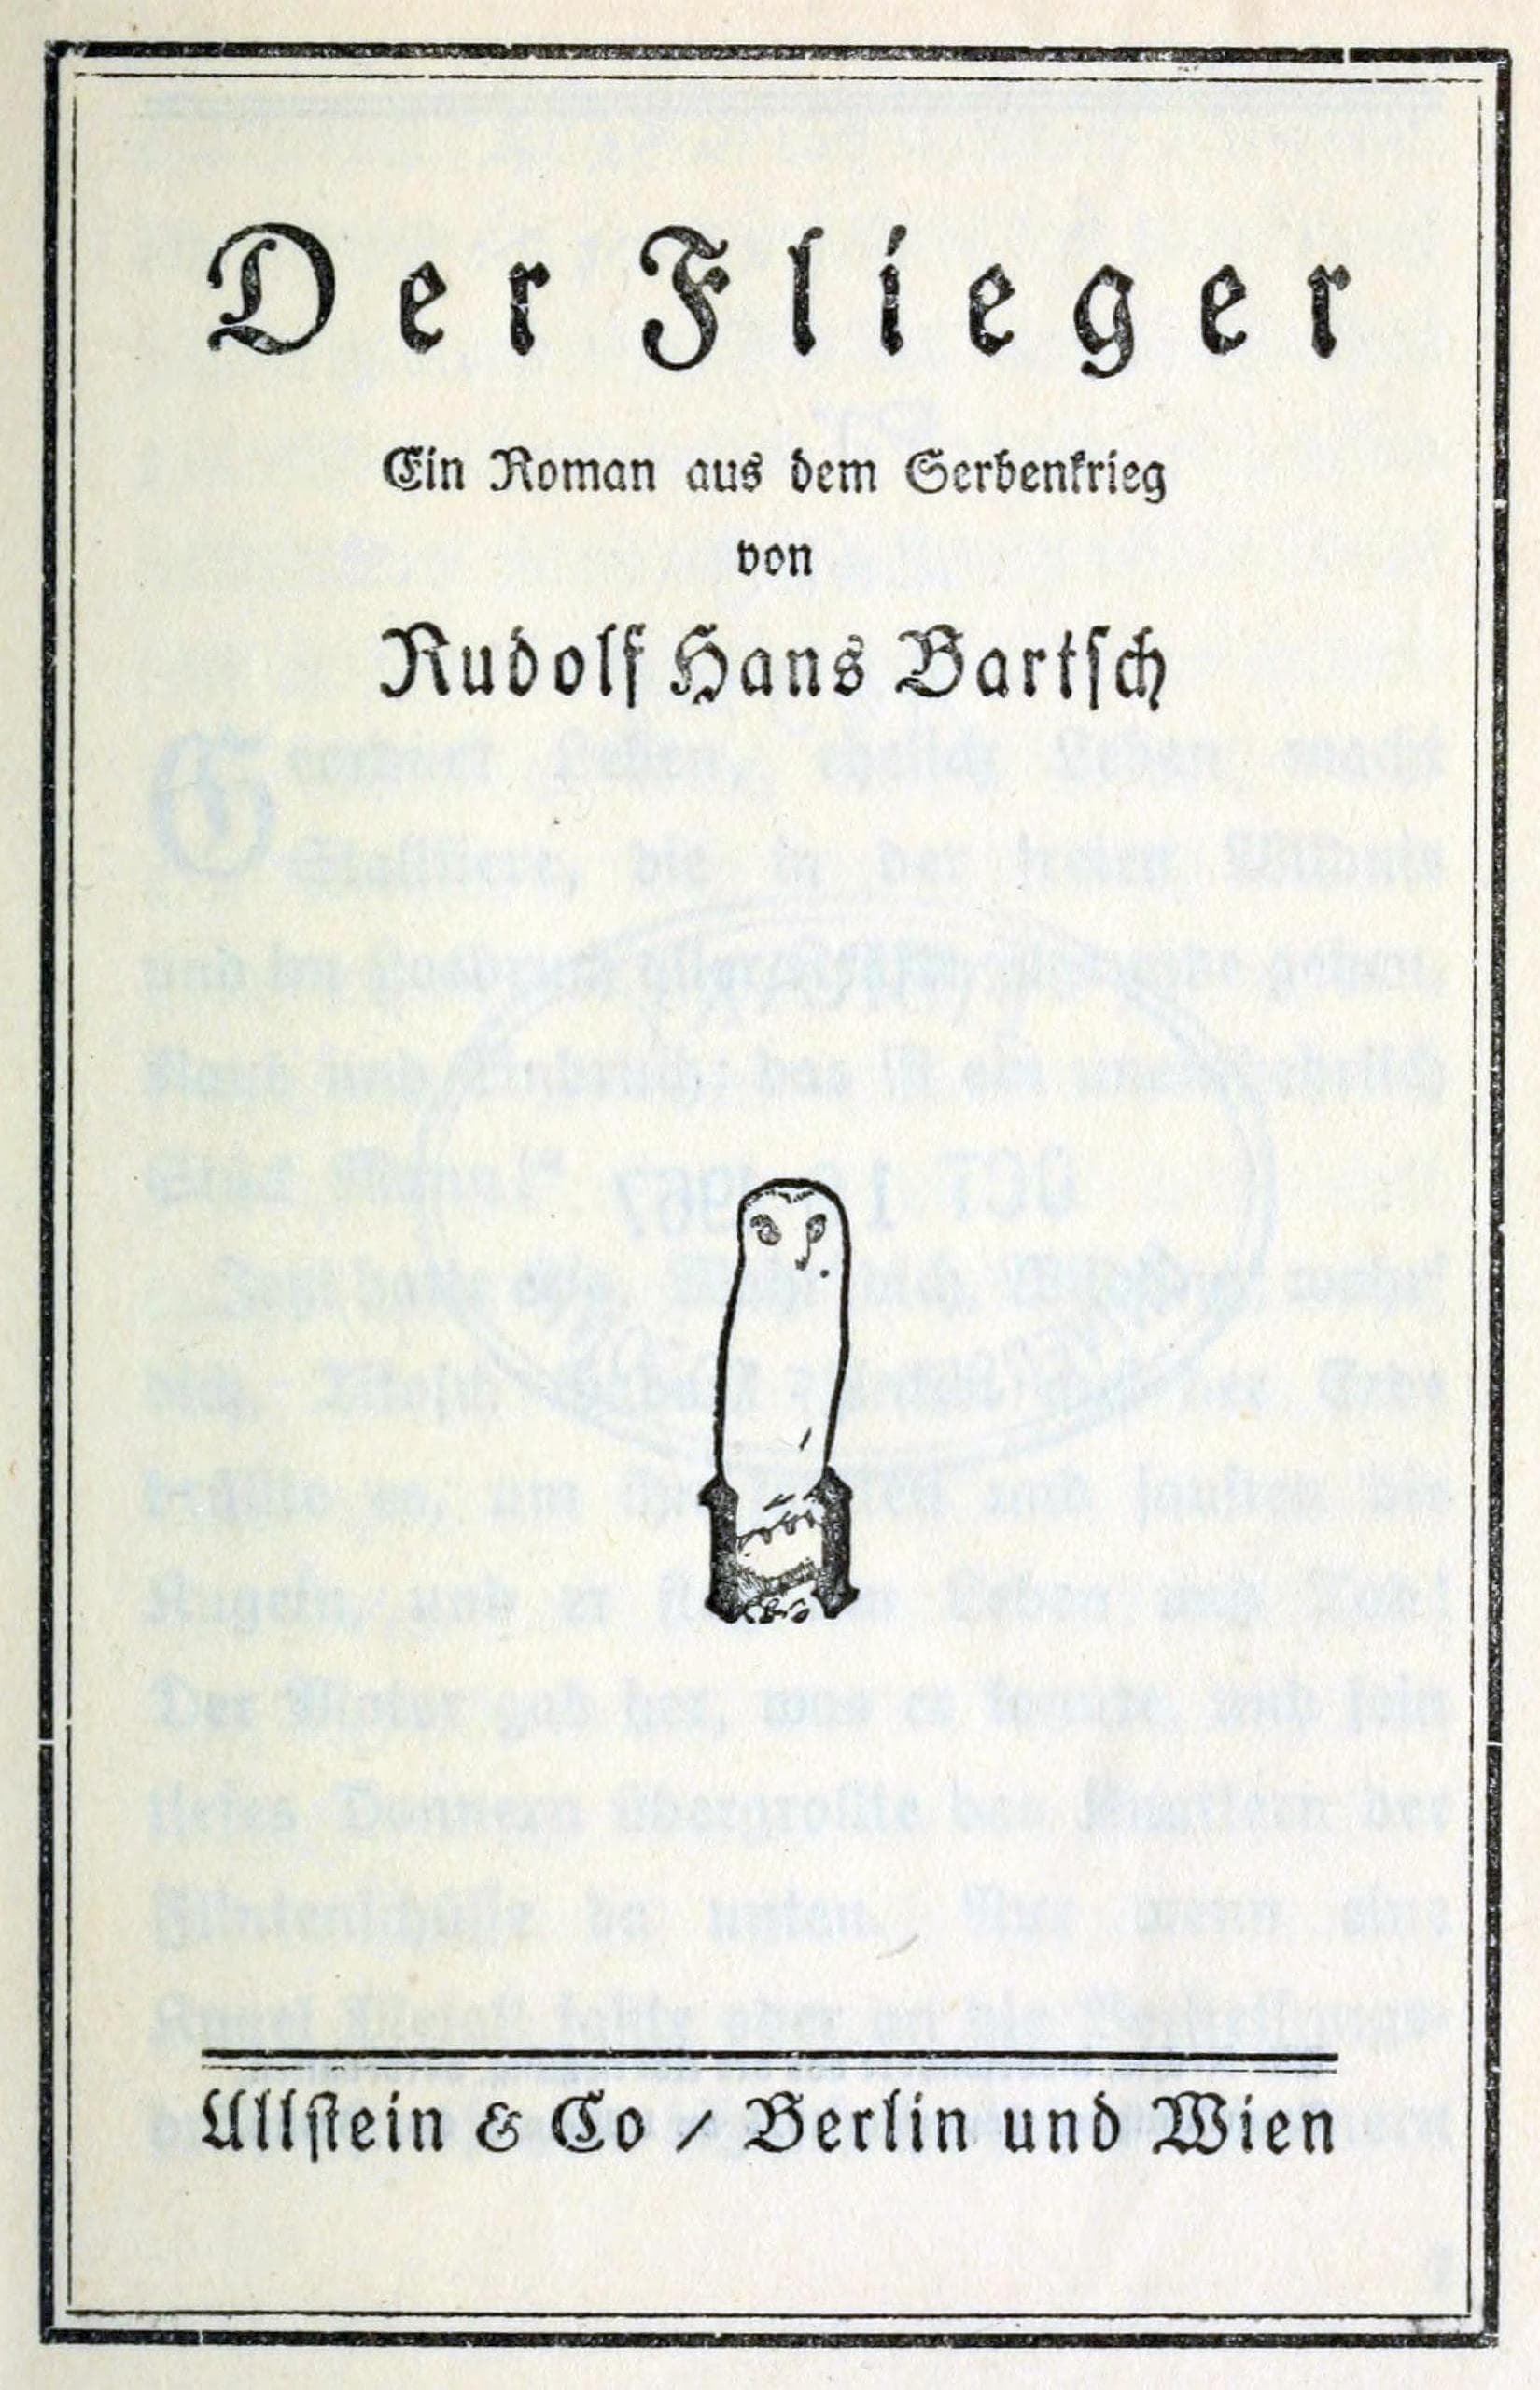 Der Flieger
Ein Roman aus dem Serbenkrieg
von
Rudolf Hans Bartsch
Ullstein & Co / Berlin und Wien